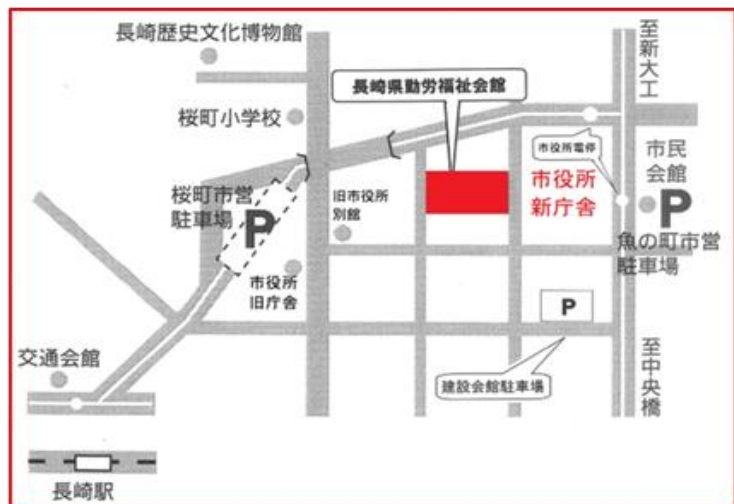 長崎歴史文化博物館
至新大工
長崎県勤労福祉会館
桜町小学校
市役所電停
市民
会館
P
市役所
新庁舎
桜町市営
駐車場
P
旧市役所
別館
魚の町市営
駐車場
市役所
旧庁舎
P
交通会館
建設会館駐車場
至中央橋
長崎駅